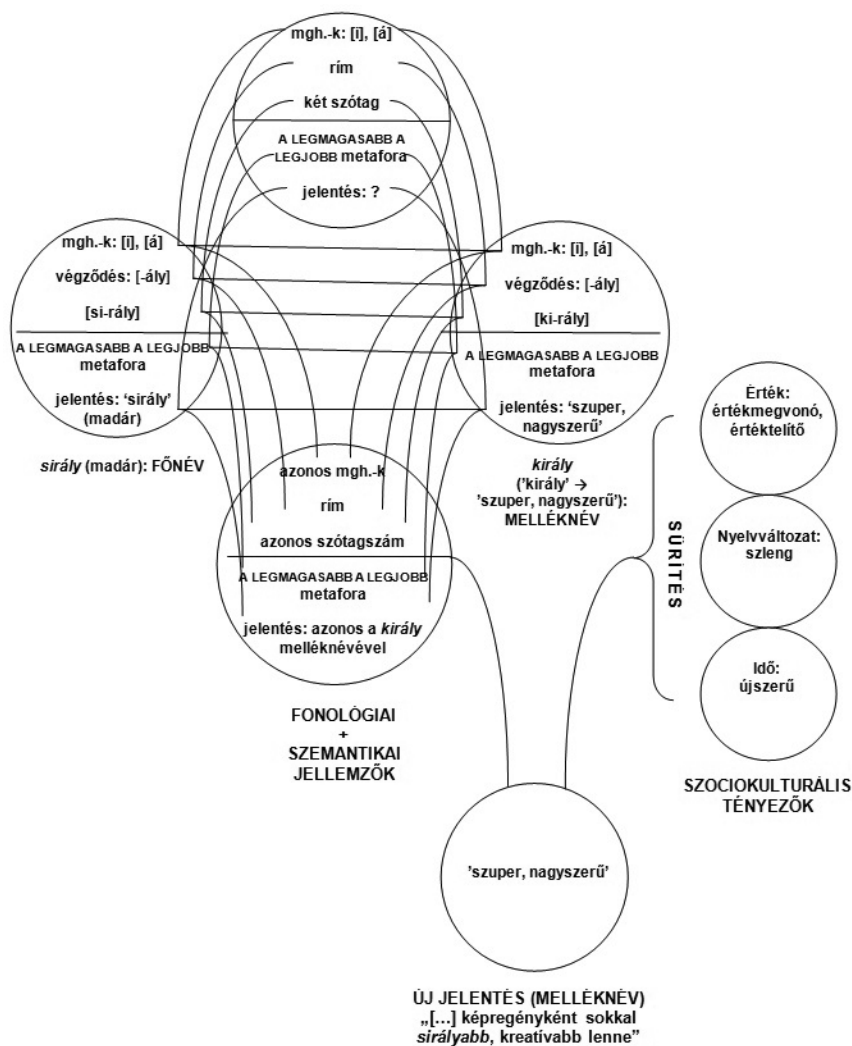 mgh.-k: [i], [á]
rím
két szótag
A LEGMAGASABB A
LEGJOBB metafora
jelentés: ?
mgh.-k: [i], [á]
végződés: [-ály]
[si-rály]
A LEGMAGASABB A LEGJOBB
metafora
jelentés: ‘sirály’
(madár)
sirály (madár): FŐNÉV
mgh.-k: [i], [á]
végződés: [-ály]
[ki-rály]
A LEGMAGASABB A LEGJOBB
metafora
jelentés: ‘szuper,
nagyszerű’
király
(’király’ →
’szuper, nagyszerű’):
MELLÉKNÉV
azonos mgh.-k
rím
azonos szótagszám
A LEGMAGASABB A LEGJOBB
metafora
jelentés: azonos a király
melléknévével
FONOLÓGIAI
+
SZEMANTIKAI
JELLEMZŐK
SŰRÍTÉS
Érték:
értékmegvonó,
értéktelítő
Nyelvváltozat:
szleng
Idő:
újszerű
SZOCIOKULTURÁLIS
TÉNYEZŐK
’szuper, nagyszerű’
ÚJ JELENTÉS (MELLÉKNÉV)
„[…] képregényként sokkal
sirályabb, kreatívabb lenne”